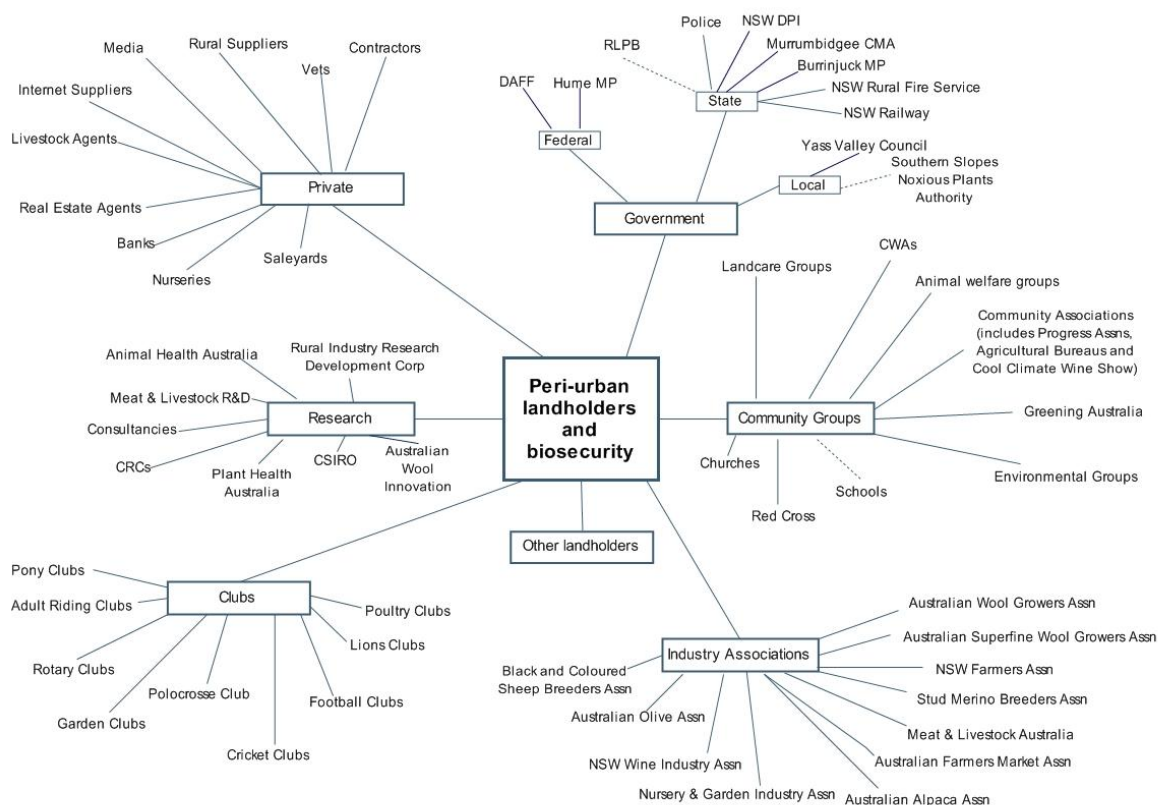 Media
Rural Suppliers
Contractors
Vets
Internet Suppliers
Livestock Agents
Private
Real Estate Agents
Banks
Saleyards
Nurseries
Police
NSW DPI
RLPB
Murrumbidgee CMA
Burrinjuck MP
DAFF
Hume MP
State
NSW Rural Fire Service
NSW Railway
Federal
Yass Valley Council
Local
Southern Slopes
Noxious Plants
Authority
Government
Landcare Groups
CWAs
Animal welfare groups
Community Associations
(includes Progress Assns,
Agricultural Bureaus and
Cool Climate Wine Show)
Community Groups
Greening Australia
Churches
Environmental Groups
Schools
Red Cross
Animal Health Australia
Rural Industry Research
Development Corp
Meat & Livestock R&D
Research
Consultancies
CRCs
Plant Health
Australia
CSIRO
Australian
Wool
Innovation
Peri-urban
landholders
and
biosecurity
Other landholders
Pony Clubs
Clubs
Adult Riding Clubs
Poultry Clubs
Lions Clubs
Rotary Clubs
Polocrosse Club
Football Clubs
Garden Clubs
Cricket Clubs
Australian Wool Growers Assn
Industry Associations
Australian Superfine Wool Growers Assn
Black and Coloured
Sheep Breeders Assn
NSW Farmers Assn
Stud Merino Breeders Assn
Australian Olive Assn
Meat & Livestock Australia
NSW Wine Industry Assn
Australian Farmers Market Assn
Nursery & Garden Industry Assn
Australian Alpaca Assn